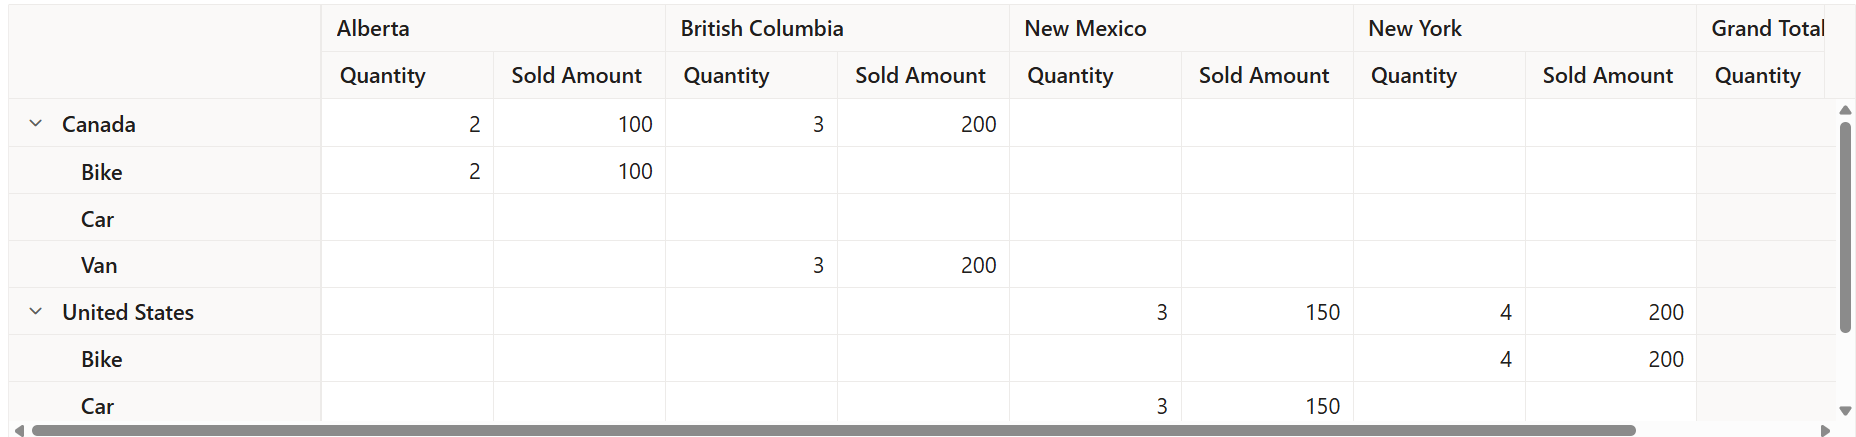 Alberta British Columbia New Mexico New York Grand Total
Quantity Sold Amount Quantity Sold Amount Quantity Sold Amount Quantity Sold Amount Quantity
Canada 2 100 3 200
Bike 2 100
Car
Van 3 200
United States 3 150 4 200
Bike 4 200
Car 3 150